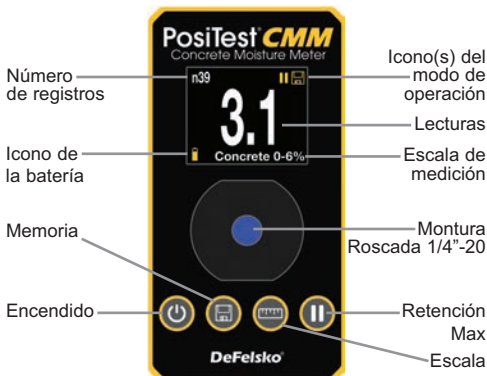 PosiTest CMM
Concrete Moisture Meter
Número
de registros
n39
Icono(s) del
modo de
operación
3.1
Lecturas
Icono de
la batería
Concrete 0-6%
Escala de
medición
Memoria
Montura
Roscada 1/4”-20
Encendido
Retención
Max
DeFelsko
Escala